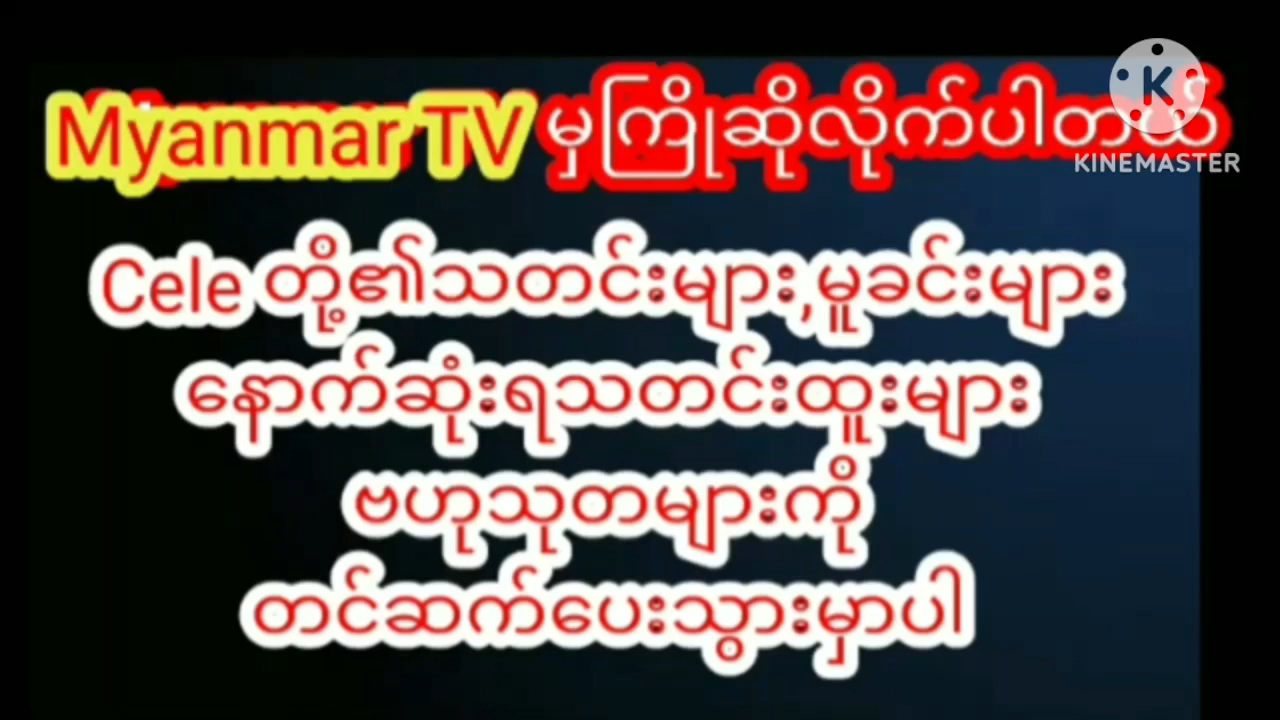 Myanmar TV မှကြိုဆိုလိုက်ပါတယ်
K
KINEMASTER
Cele တို့၏သတင်းများ,မူခင်းများ
နောက်ဆုံးရသတင်းထူးများ
ဗဟုသုတများကို
တင်ဆက်ပေးသွားမှာပါ